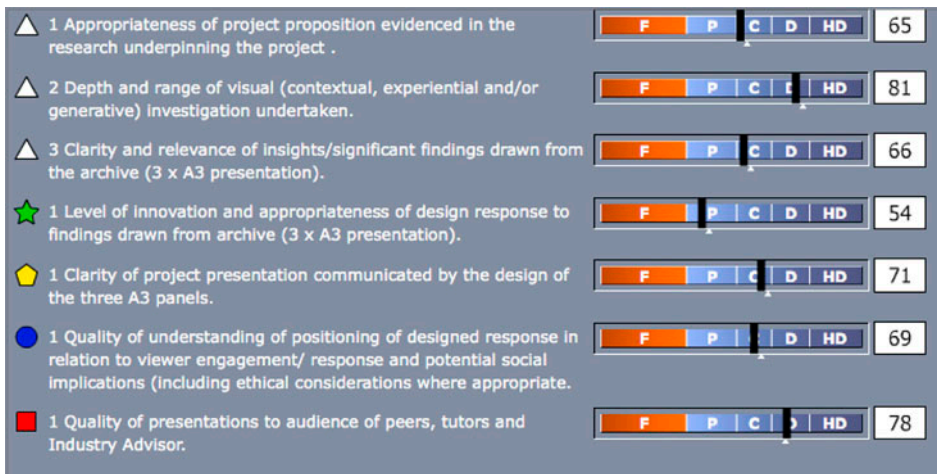 1 Appropriateness of project proposition evidenced in the
research underpinning the project .
F P C D HD 65
2 Depth and range of visual (contextual, experiential and/or
generative) investigation undertaken.
F P C D HD 81
3 Clarity and relevance of insights/significant findings drawn from
the archive (3 x A3 presentation).
F P C D HD 66
1 Level of innovation and appropriateness of design response to
findings drawn from archive (3 x A3 presentation).
F P C D HD 54
1 Clarity of project presentation communicated by the design of
the three A3 panels.
F P C D HD 71
1 Quality of understanding of positioning of designed response in
relation to viewer engagement/ response and potential social
implications (including ethical considerations where appropriate.
F P D HD 69
1 Quality of presentations to audience of peers, tutors and
Industry Advisor.
F P C D HD 78